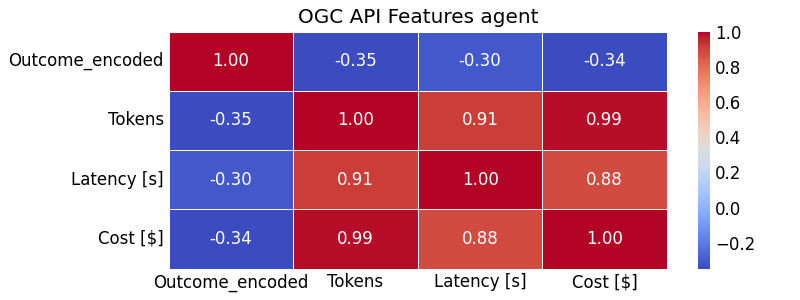 OGC API Features agent
Outcome_encoded 1.00 -0.35 -0.30 -0.34
Tokens -0.35 1.00 0.91 0.99
Latency [s] -0.30 0.91 1.00 0.88
Cost [$] -0.34 0.99 0.88 1.00
Outcome_encoded Tokens Latency [s] Cost [$]
1.0
0.8
0.6
0.4
0.2
0.0
−0.2